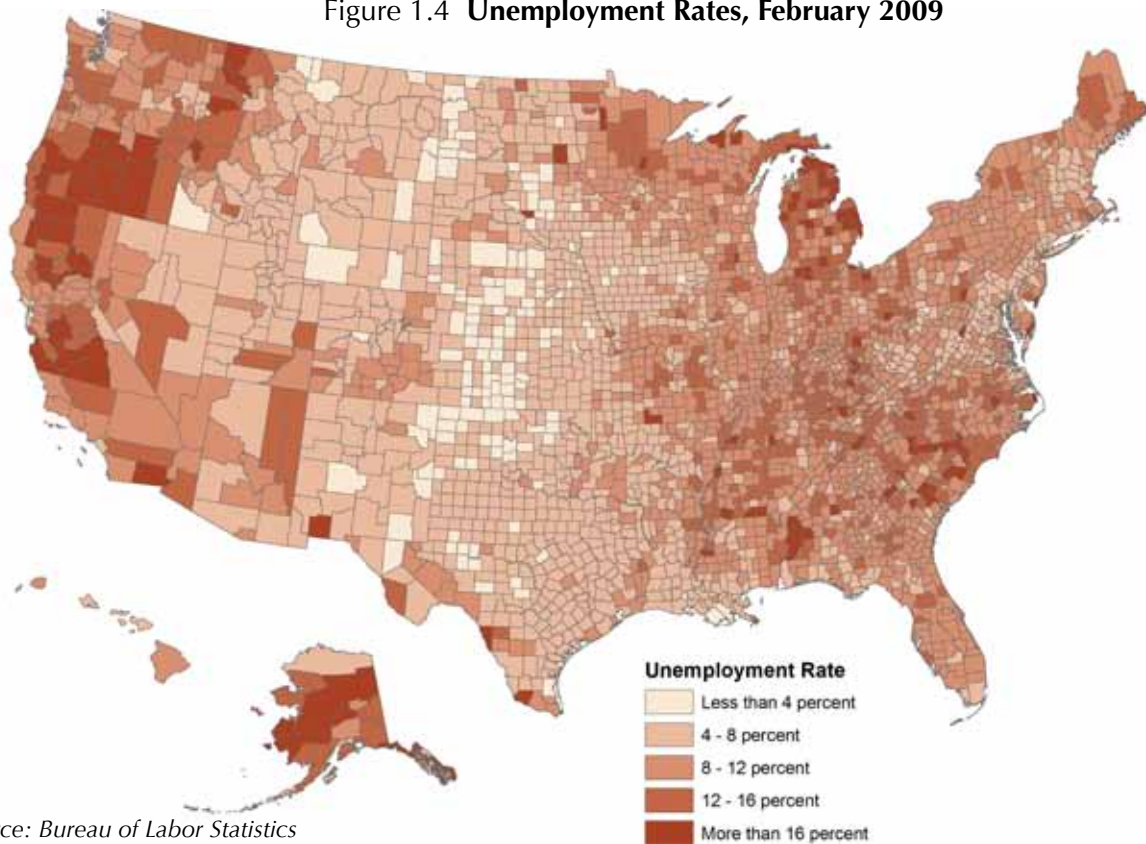 Figure 1.4 Unemployment Rates, February 2009
Unemployment Rate
Less than 4 percent
4 - 8 percent
8 - 12 percent
12 - 16 percent
More than 16 percent
rce: Bureau of Labor Statistics